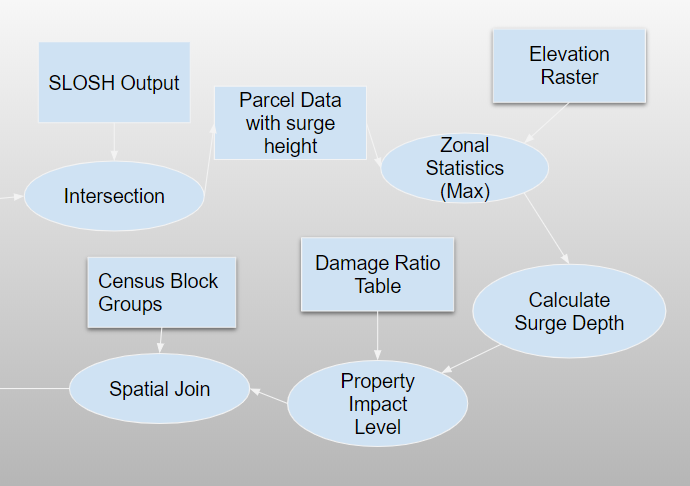 SLOSH Output
Elevation
Raster
Parcel Data
with surge
height
Zonal
Statistics
(Max)
Intersection
Census Block
Groups
Damage Ratio
Table
Calculate
Surge Depth
Spatial Join
Property
Impact
Level